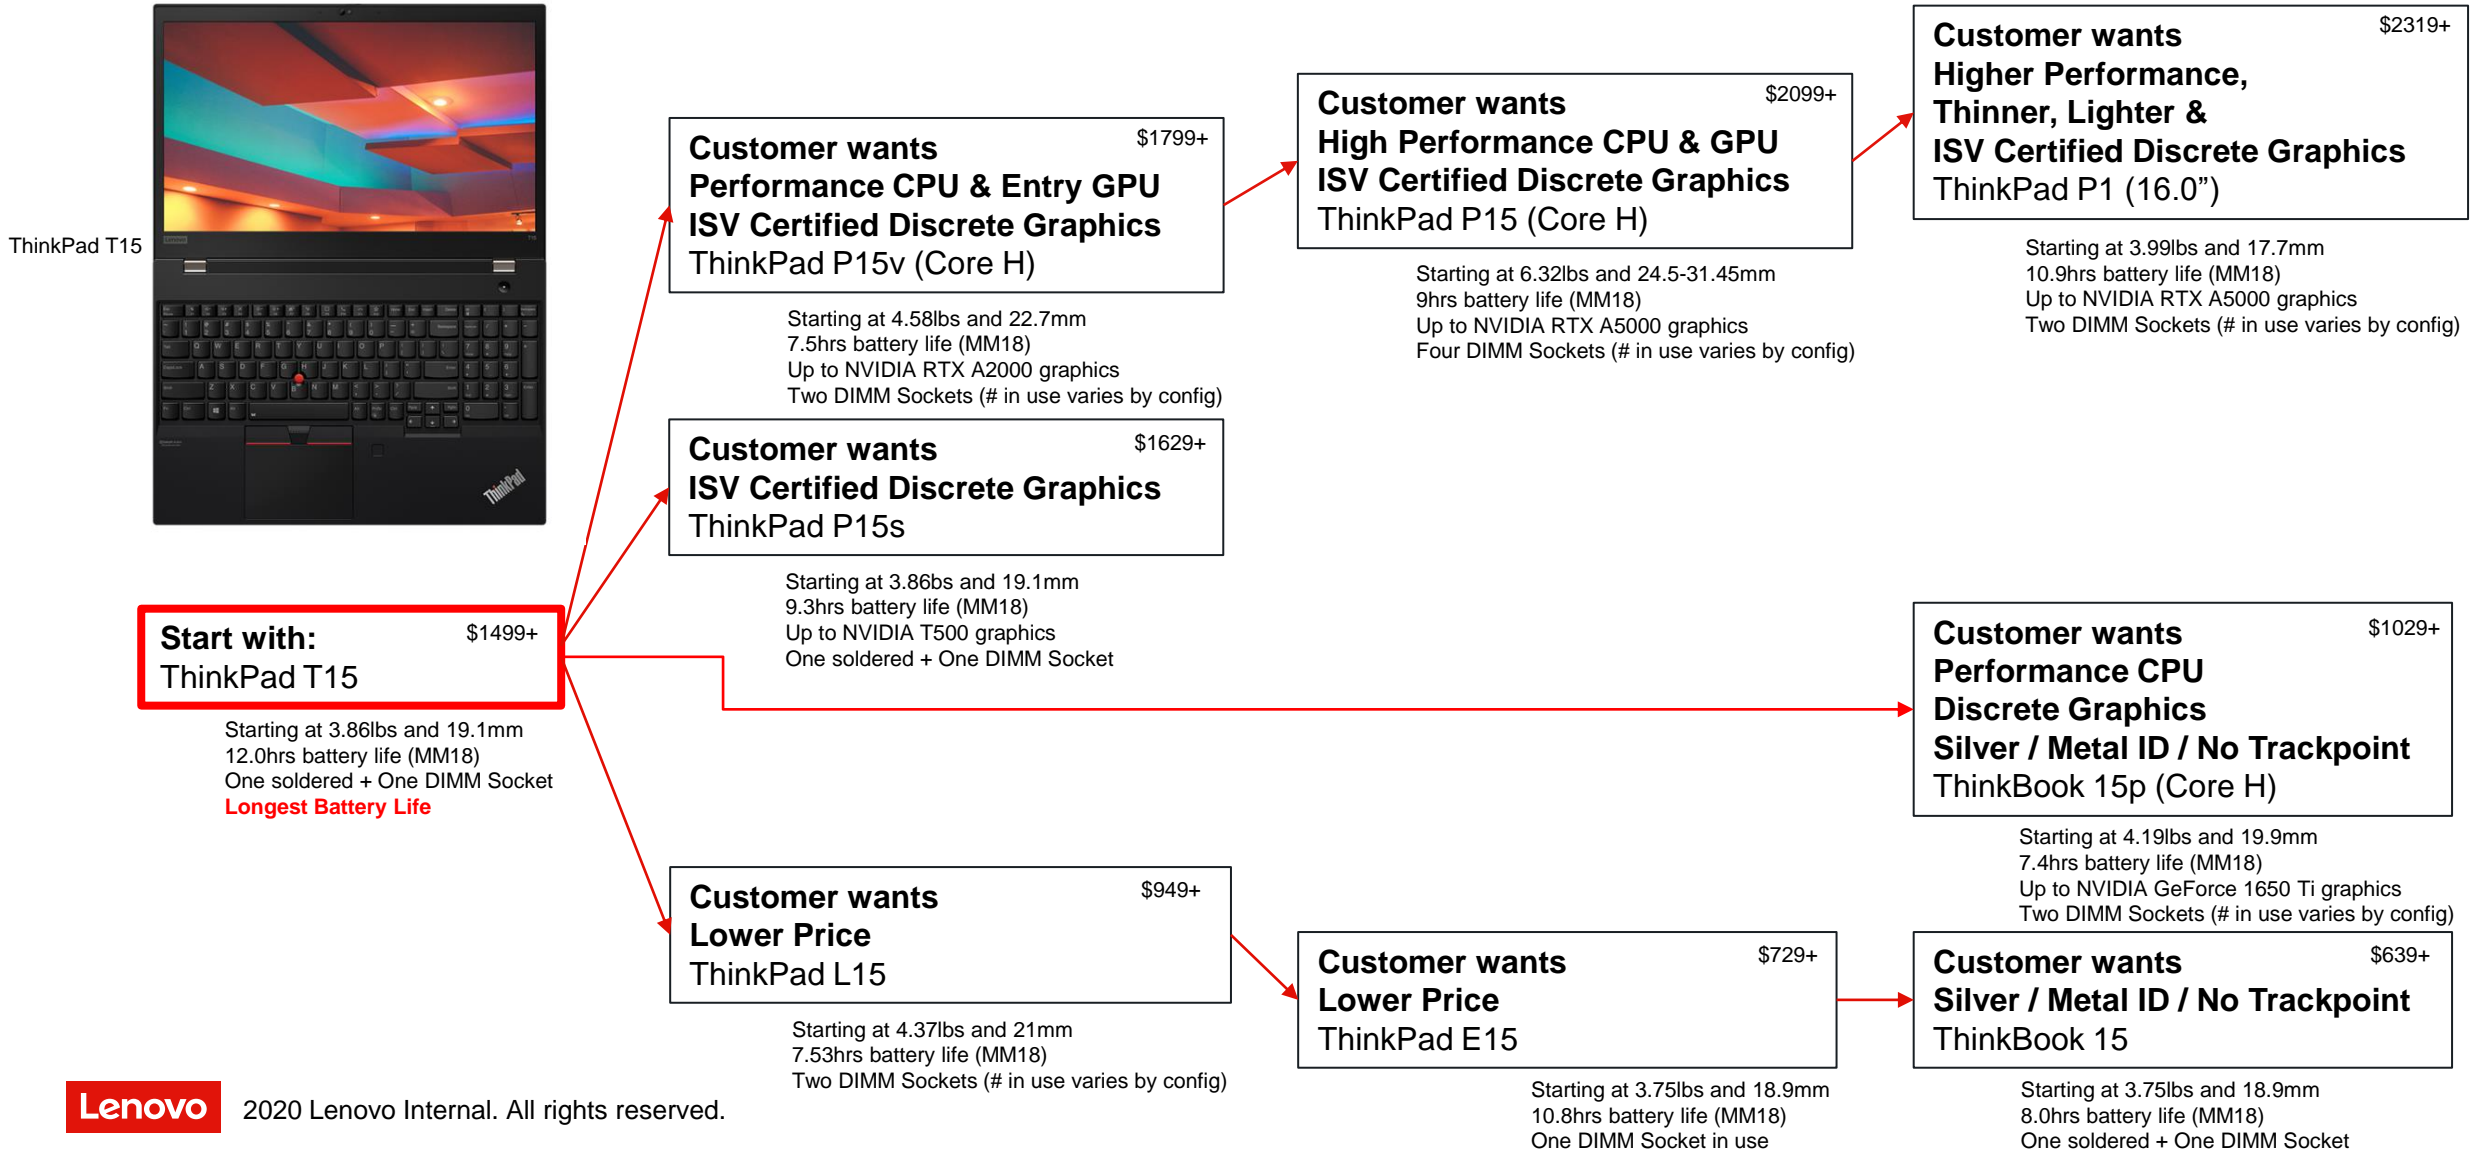 ThinkPad T15
Lenovo
T15
ThinkPad
Start with:
$1499+
ThinkPad T15
Starting at 3.86lbs and 19.1mm
12.0hrs battery life (MM18)
One soldered + One DIMM Socket
Longest Battery Life
Customer wants
$1799+
Performance CPU & Entry GPU
ISV Certified Discrete Graphics
ThinkPad P15v (Core H)
Starting at 4.58lbs and 22.7mm
7.5hrs battery life (MM18)
Up to NVIDIA RTX A2000 graphics
Two DIMM Sockets (# in use varies by config)
Customer wants
$2099+
High Performance CPU & GPU
ISV Certified Discrete Graphics
ThinkPad P15 (Core H)
Starting at 6.32lbs and 24.5-31.45mm
9hrs battery life (MM18)
Up to NVIDIA RTX A5000 graphics
Four DIMM Sockets (# in use varies by config)
Customer wants
$2319+
Higher Performance,
Thinner, Lighter &
ISV Certified Discrete Graphics
ThinkPad P1 (16.0”)
Starting at 3.99lbs and 17.7mm
10.9hrs battery life (MM18)
Up to NVIDIA RTX A5000 graphics
Two DIMM Sockets (# in use varies by config)
Customer wants
$1629+
ISV Certified Discrete Graphics
ThinkPad P15s
Starting at 3.86bs and 19.1mm
9.3hrs battery life (MM18)
Up to NVIDIA T500 graphics
One soldered + One DIMM Socket
Customer wants
$1029+
Performance CPU
Discrete Graphics
Silver / Metal ID / No Trackpoint
ThinkBook 15p (Core H)
Starting at 4.19lbs and 19.9mm
7.4hrs battery life (MM18)
Up to NVIDIA GeForce 1650 Ti graphics
Two DIMM Sockets (# in use varies by config)
Customer wants
$949+
Lower Price
ThinkPad L15
Starting at 4.37lbs and 21mm
7.53hrs battery life (MM18)
Two DIMM Sockets (# in use varies by config)
Customer wants
$729+
Lower Price
ThinkPad E15
Starting at 3.75lbs and 18.9mm
10.8hrs battery life (MM18)
One DIMM Socket in use
Customer wants
$639+
Silver / Metal ID / No Trackpoint
ThinkBook 15
Starting at 3.75lbs and 18.9mm
8.0hrs battery life (MM18)
One soldered + One DIMM Socket
Lenovo
2020 Lenovo Internal. All rights reserved.